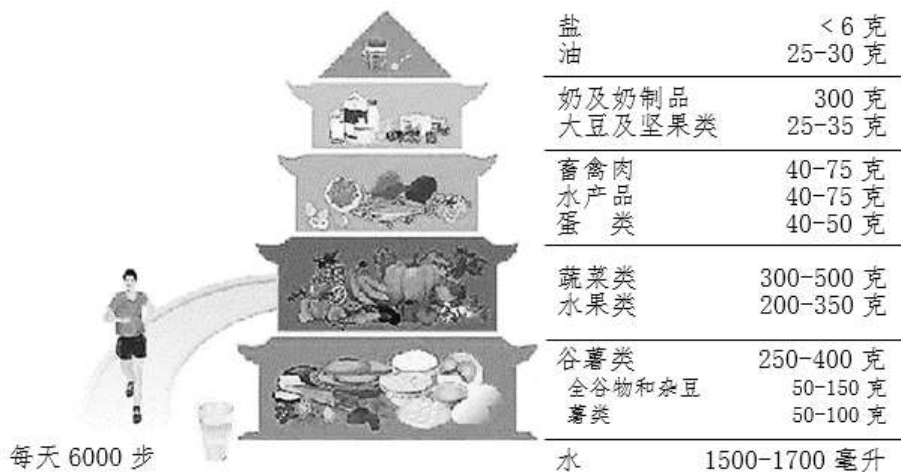 盐 <6 克
油 25-30 克
奶及奶制品 300 克
大豆及坚果类 25-35 克
畜禽肉 40-75 克
水产品 40-75 克
蛋 类 40-50 克
蔬菜类 300-500 克
水果类 200-350 克
谷薯类 250-400 克
全谷物和杂豆 50-150 克
薯类 50-100 克
每天 6000 步
水 1500-1700 毫升